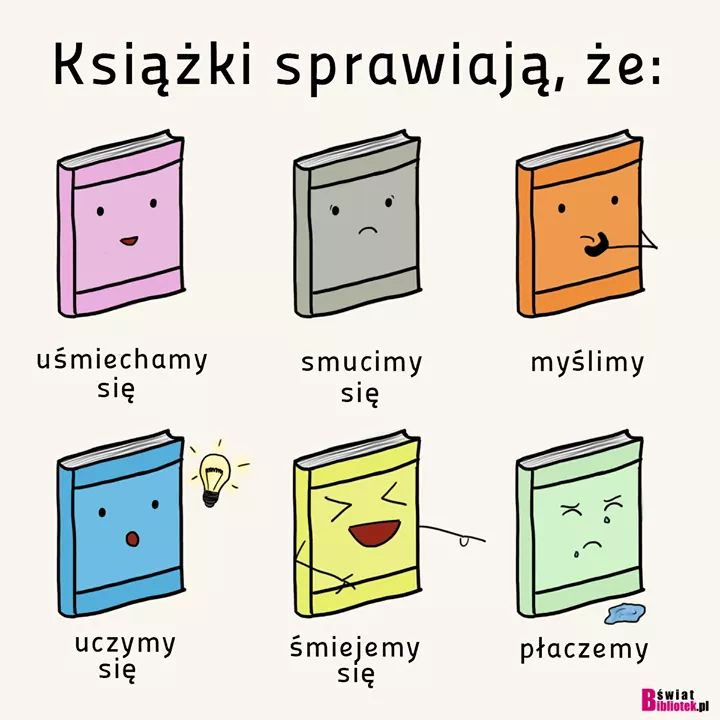 Książki sprawiają, że:
uśmiechamy
się
smucimy
się
myślimy
uczymy
się
śmiejemy
się
płaczemy
świat
Bibliotek.pl